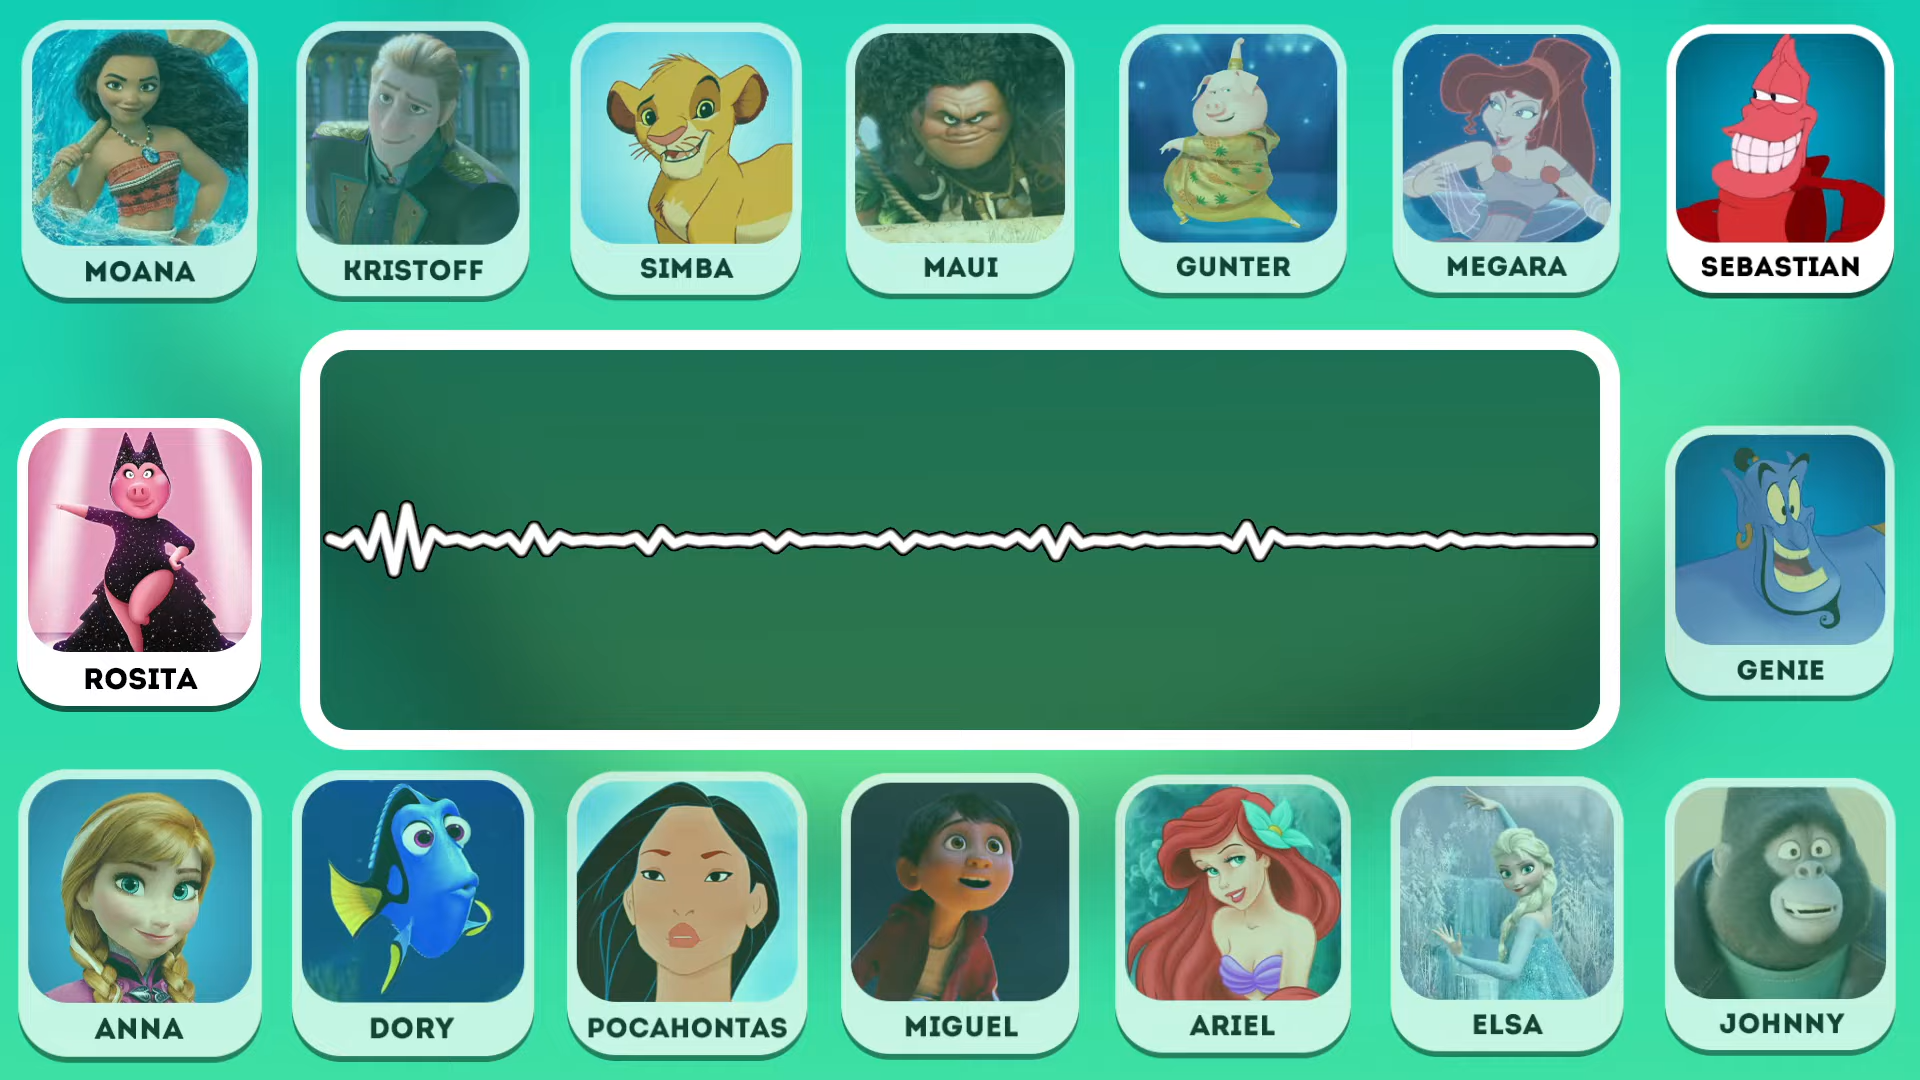 MOANA
KRISTOFF
SIMBA
MAUI
GUNTER
MEGARA
SEBASTIAN
ROSITA
GENIE
ANNA
DORY
POCAHONTAS
MIGUEL
ARIEL
ELSA
JOHNNY